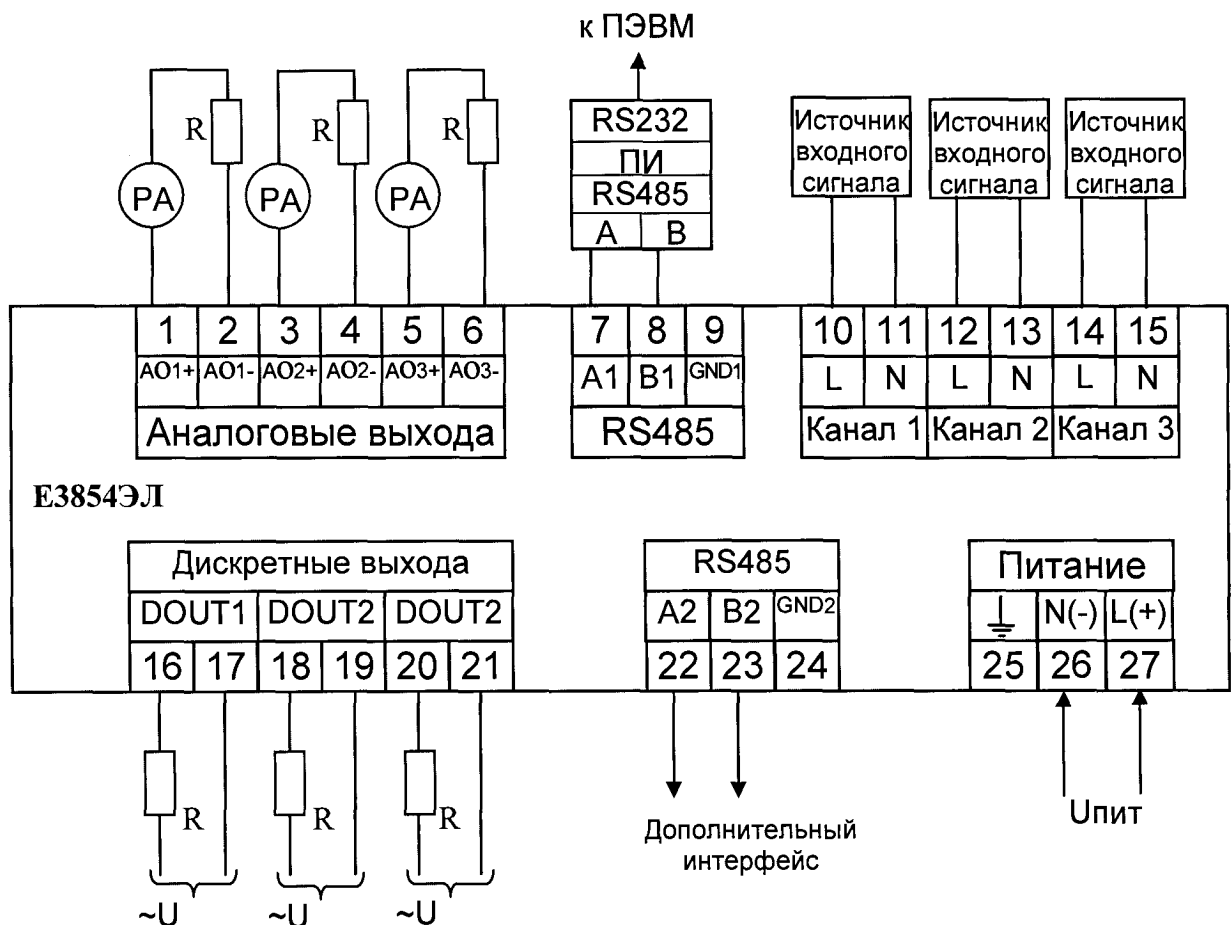 к ПЭВМ
R R R
РА РА РА
RS232
ПИ
RS485
A B
Источник входного сигнала
Источник входного сигнала
Источник входного сигнала
1 2 3 4 5 6
AO1+ AO1- AO2+ AO2- AO3+ AO3-
Аналоговые выхода
7 8 9
A1 B1 GND1
RS485
10 11 12 13 14 15
L N L N L N
Канал 1 Канал 2 Канал 3
Е3854ЭЛ
Дискретные выхода
DOUT1 DOUT2 DOUT2
16 17 18 19 20 21
RS485
A2 B2 GND2
22 23 24
Питание
N(-) L(+)
25 26 27
R R R
~U ~U ~U
Дополнительный
интерфейс
Uпит